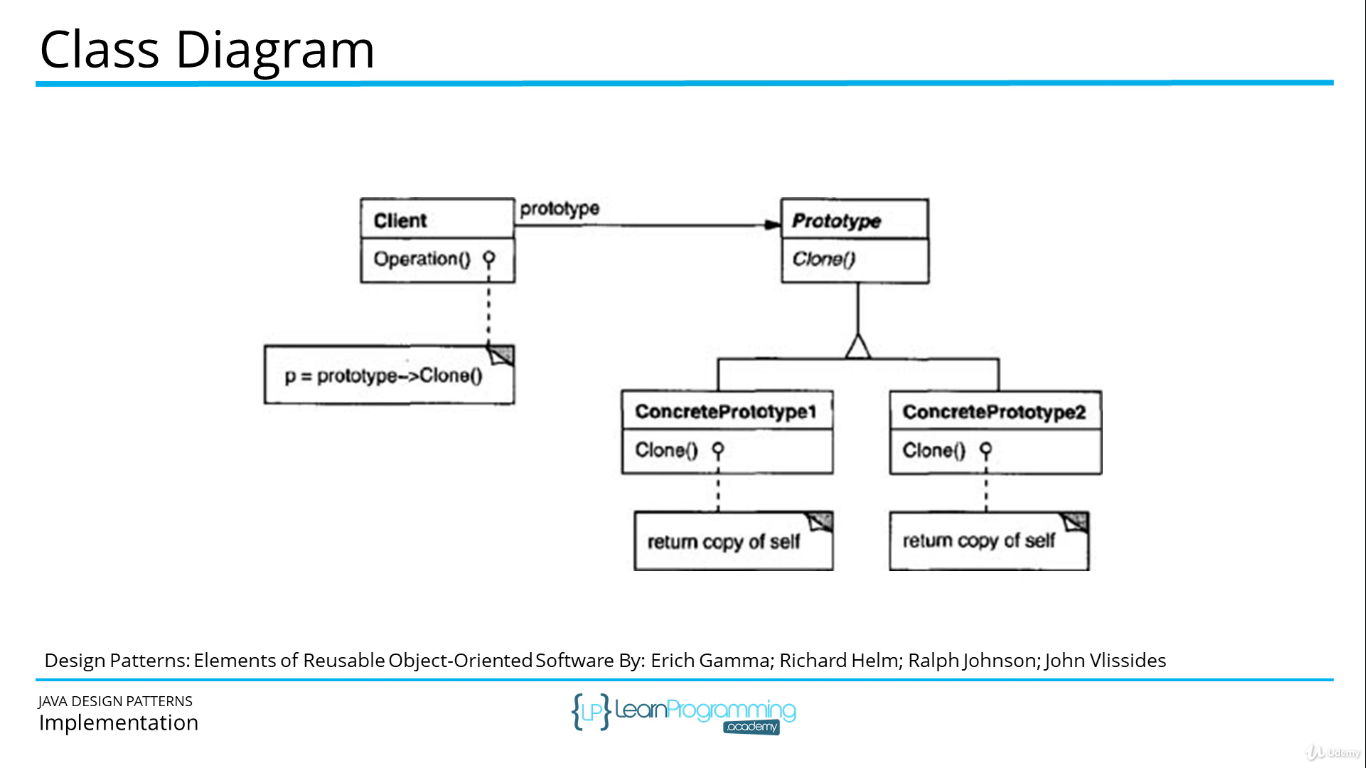 Class Diagram
Client
prototype
Prototype
Operation()
Clone()
p = prototype->Clone()
ConcretePrototype1
ConcretePrototype2
Clone()
Clone()
return copy of self
return copy of self
Design Patterns: Elements of Reusable Object-Oriented Software By: Erich Gamma; Richard Helm; Ralph Johnson; John Vlissides
JAVA DESIGN PATTERNS
Implementation
{LP} LearnProgramming
.academy
Udemy